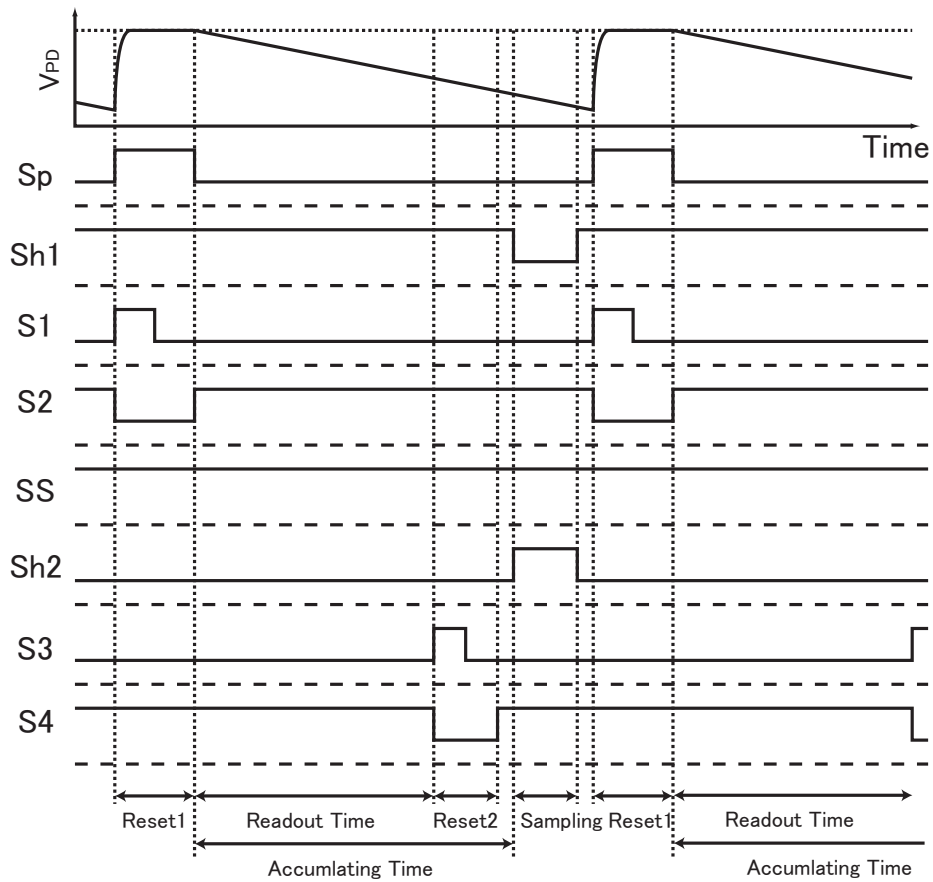 VPD
Time
Sp
Sh1
S1
S2
SS
Sh2
S3
S4
Reset1 Readout Time Reset2 Sampling Reset1 Readout Time
Accumlating Time Accumlating Time